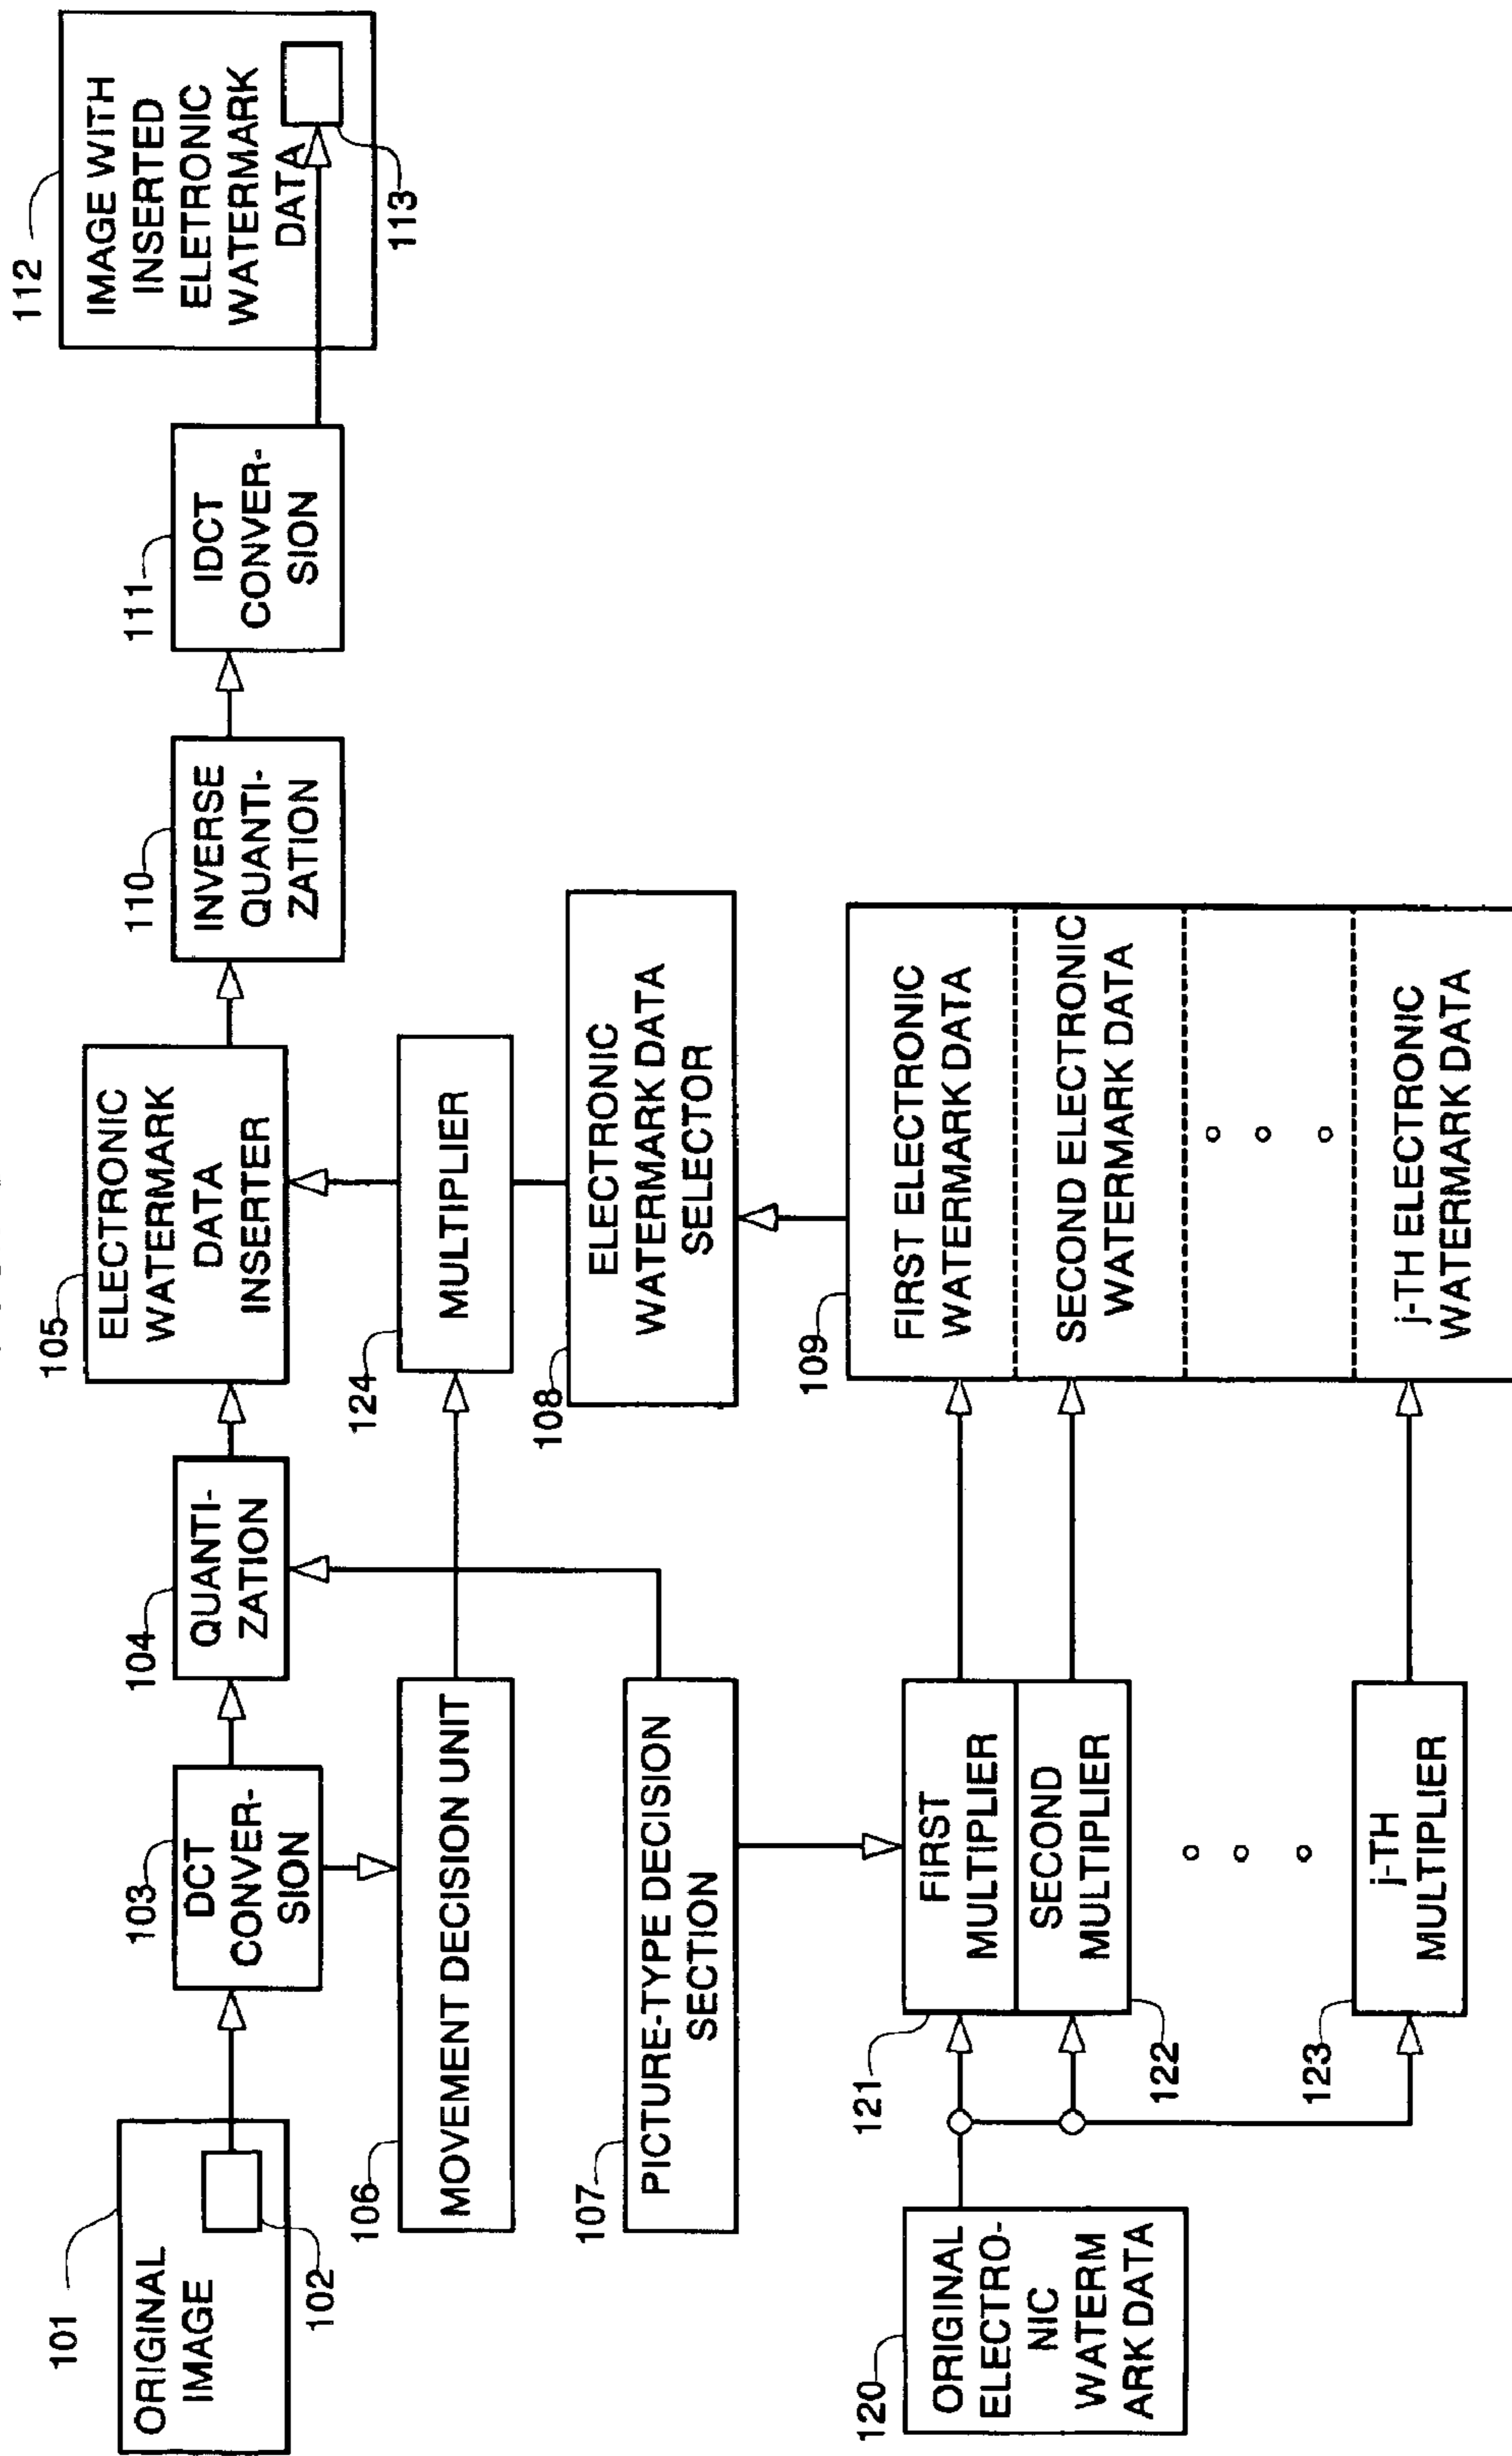 101
ORIGINAL
IMAGE
102
103
DCT
CONVER-
SION
104
QUANTI-
ZATION
105
ELECTRONIC
WATERMARK
DATA
INSERTER
110
INVERSE
QUANTI-
ZATION
111
IDCT
CONVER-
SION
112
IMAGE WITH
INSERTED
ELETRONIC
WATERMARK
DATA
113
106
MOVEMENT DECISION UNIT
124
MULTIPLIER
107
PICTURE-TYPE DECISION
SECTION
108
ELECTRONIC
WATERMARK DATA
SELECTOR
120
ORIGINAL
ELECTRO-
NIC
WATERM
ARK DATA
121
FIRST
MULTIPLIER
SECOND
MULTIPLIER
122
123
j-TH
MULTIPLIER
109
FIRST ELECTRONIC
WATERMARK DATA
SECOND ELECTRONIC
WATERMARK DATA
j-TH ELECTRONIC
WATERMARK DATA